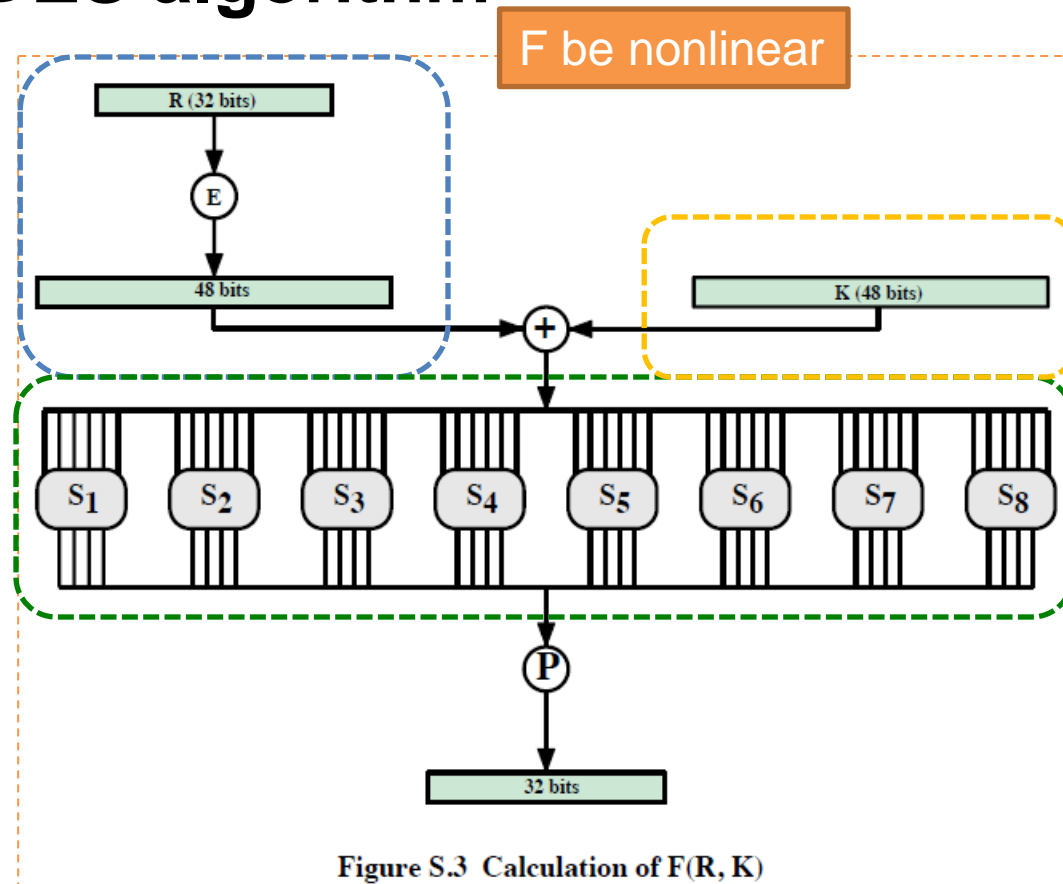 algorithm
F be nonlinear
R (32 bits)
E
48 bits
K (48 bits)
+
S1 S2 S3 S4 S5 S6 S7 S8
P
32 bits
Figure S.3 Calculation of F(R, K)